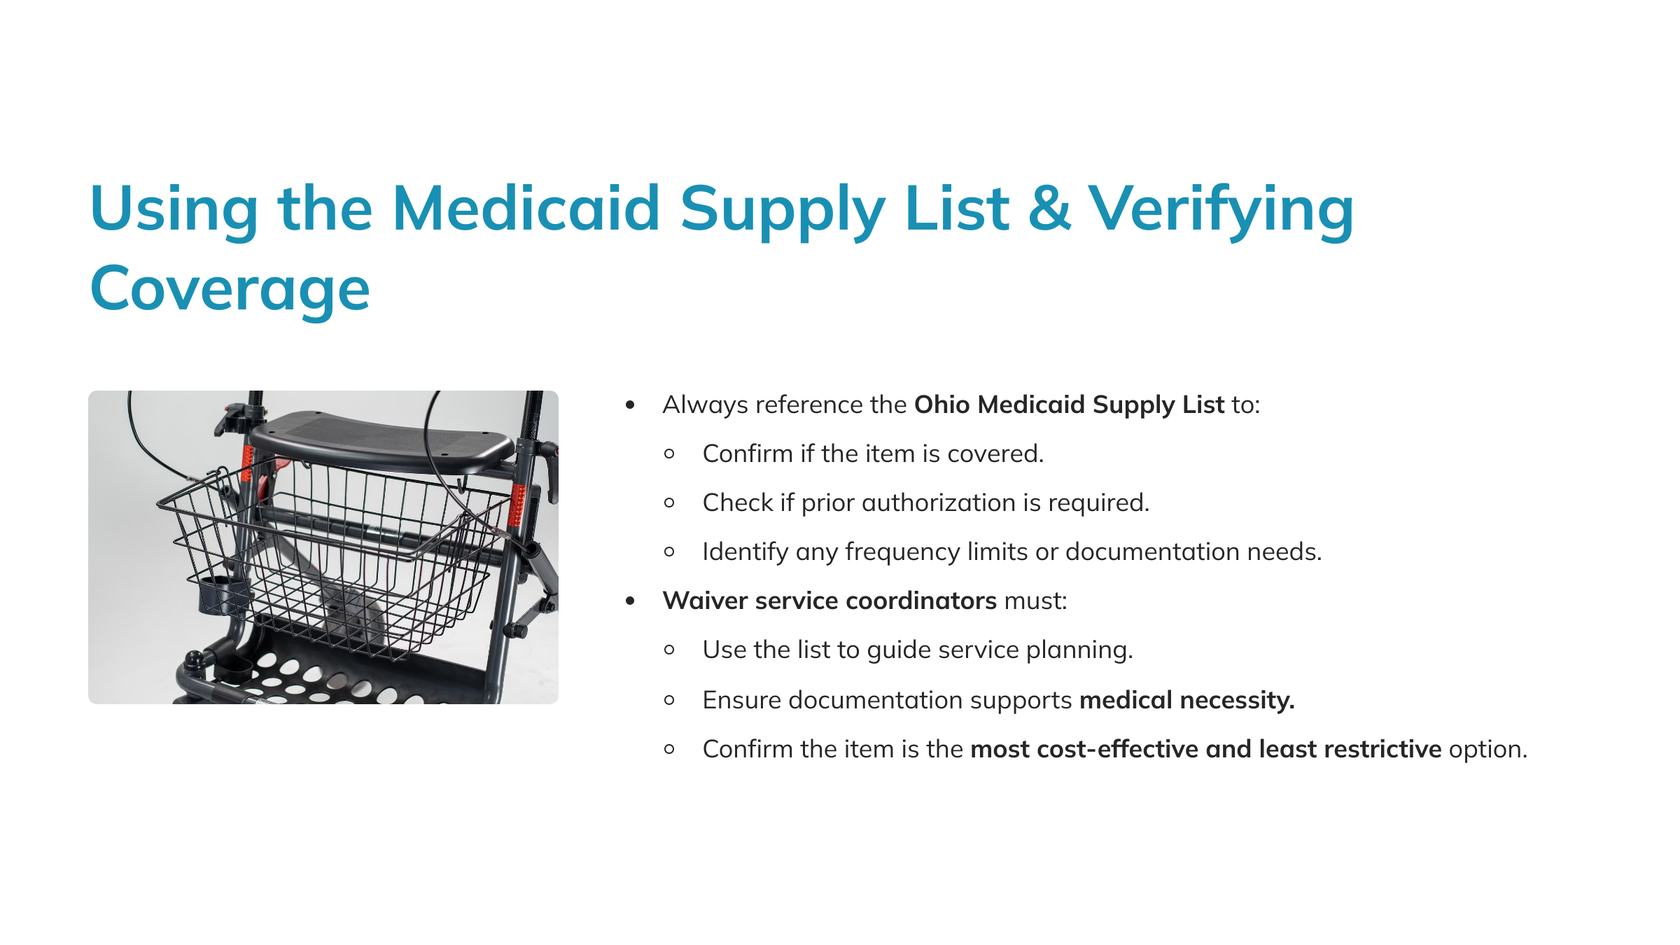 Using the Medicaid Supply List & Verifying
Coverage
• Always reference the Ohio Medicaid Supply List to:
○ Confirm if the item is covered.
○ Check if prior authorization is required.
○ Identify any frequency limits or documentation needs.
• Waiver service coordinators must:
○ Use the list to guide service planning.
○ Ensure documentation supports medical necessity.
○ Confirm the item is the most cost-effective and least restrictive option.